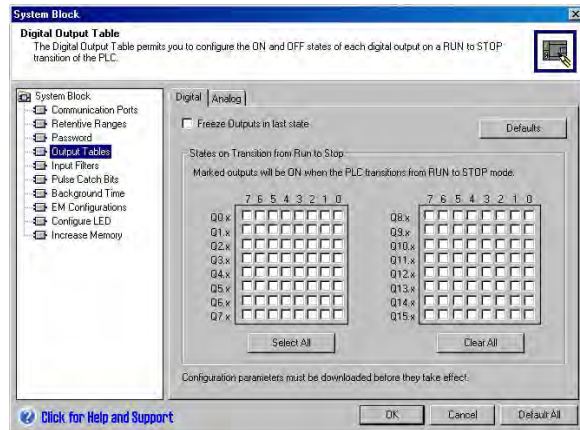 System Block
Digital Output Table
The Digital Output Table permits you to configure the ON and OFF states of each digital output on a RUN to STOP
transition of the PLC.
System Block
Communication Ports
Retentive Ranges
Password
Output Tables
Input Filters
Pulse Catch Bits
Background Time
EM Configurations
Configure LED
Increase Memory
Digital Analog
Freeze Outputs in last state
Defaults
States on Transition from Run to Stop
Marked outputs will be ON when the PLC transitions from RUN to STOP mode.
7 6 5 4 3 2 1 0 7 6 5 4 3 2 1 0
Q0.x Q8.x
Q1.x Q9.x
Q2.x Q10.x
Q3.x Q11.x
Q4.x Q12.x
Q5.x Q13.x
Q6.x Q14.x
Q7.x Q15.x
Select All Clear All
Configuration parameters must be downloaded before they take effect.
Click for Help and Support OK Cancel Default All